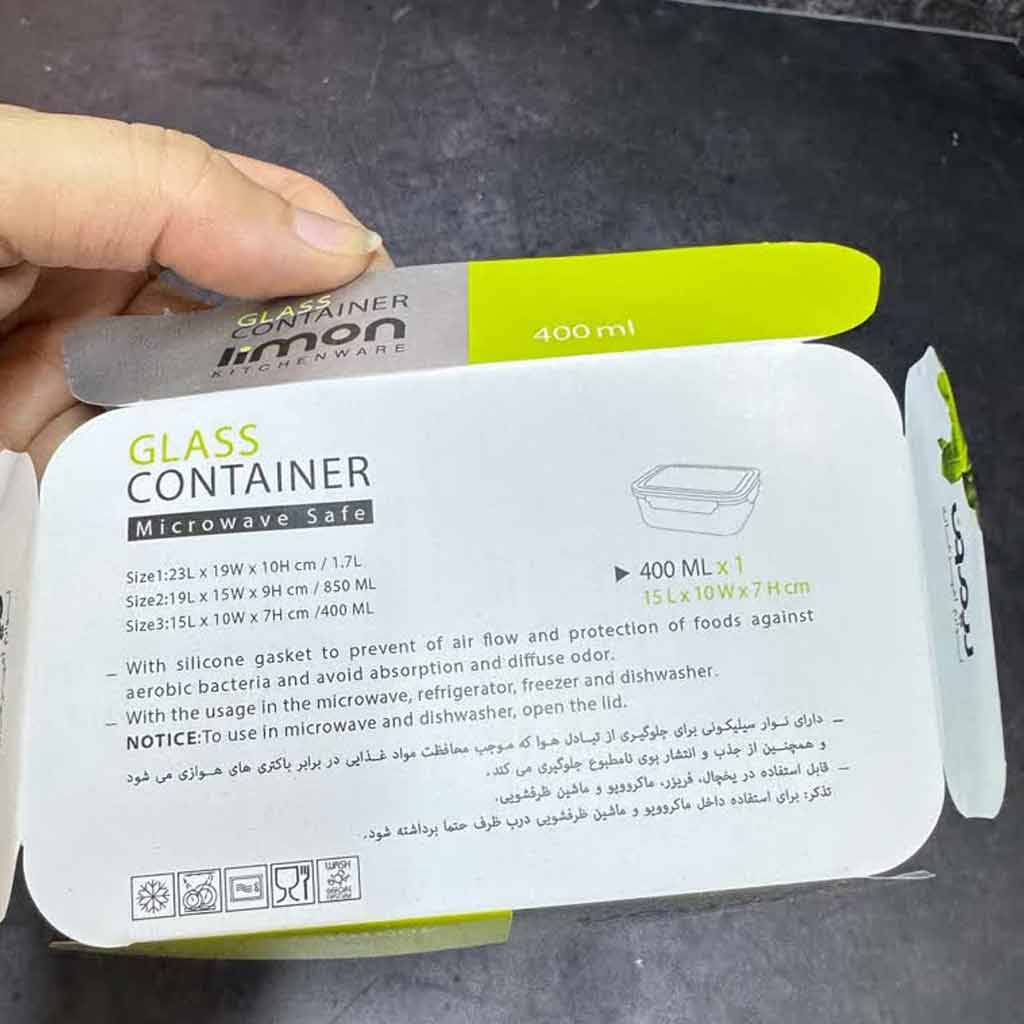 GLASS
CONTAINER
limon
KITCHENWARE
400 ml
GLASS
CONTAINER
Microwave Safe
Size1:23L x 19W x 10H cm / 1.7L
Size2:19L x 15W x 9H cm / 850 ML
Size3:15L x 10W x 7H cm /400 ML
400 ML x 1
15 L x 10 W x 7 H cm
– With silicone gasket to prevent of air flow and protection of foods against
aerobic bacteria and avoid absorption and diffuse odor.
– With the usage in the microwave, refrigerator, freezer and dishwasher.
NOTICE:To use in microwave and dishwasher, open the lid.
– دارای نوار سیلیکونی برای جلوگیری از تبادل هوا که موجب محافظت مواد غذایی در برابر باکتری های هوازی می شود
و همچنین از جذب و انتشار بوی نامطبوع جلوگیری می کند.
– قابل استفاده در یخچال، فریزر، ماکروویو و ماشین ظرفشویی.
تذکر: برای استفاده داخل ماکروویو و ماشین ظرفشویی درب ظرف حتما برداشته شود.
WASH